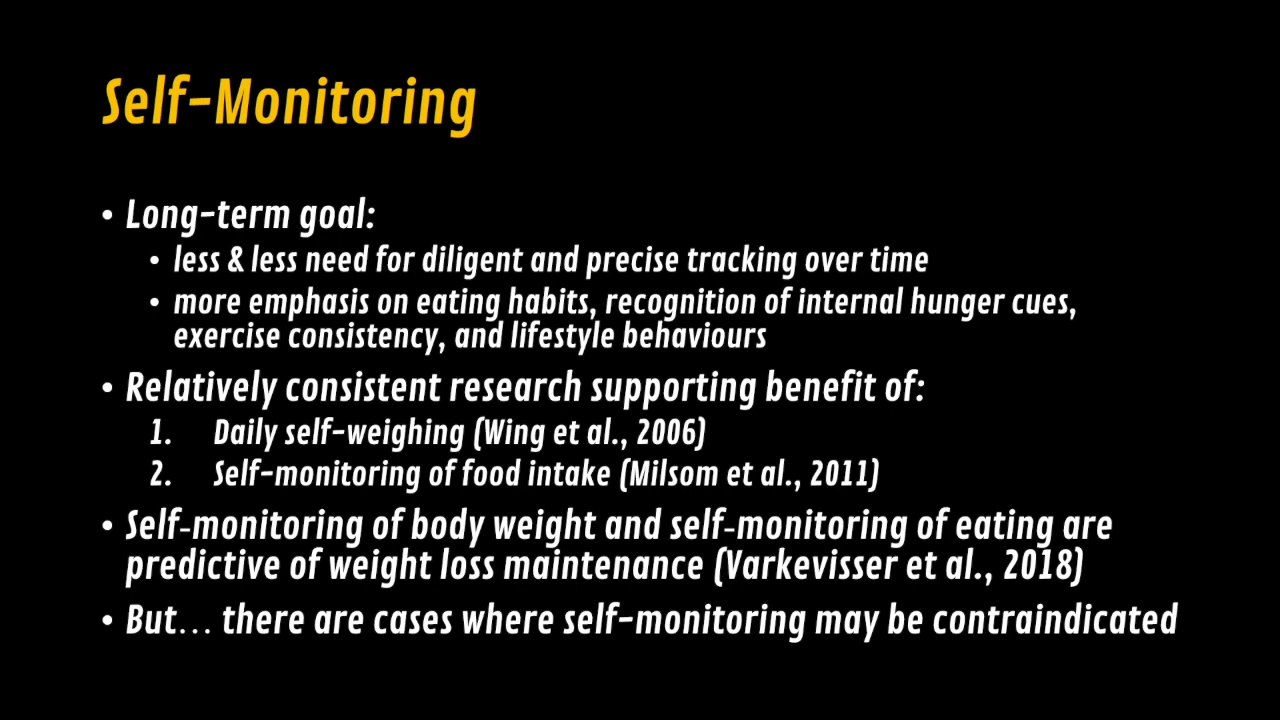 Self-Monitoring
• Long-term goal:
• less & less need for diligent and precise tracking over time
• more emphasis on eating habits, recognition of internal hunger cues,
exercise consistency, and lifestyle behaviours
• Relatively consistent research supporting benefit of:
1. Daily self-weighing (Wing et al., 2006)
2. Self-monitoring of food intake (Milsom et al., 2011)
• Self-monitoring of body weight and self-monitoring of eating are
predictive of weight loss maintenance (Varkevisser et al., 2018)
• But... there are cases where self-monitoring may be contraindicated